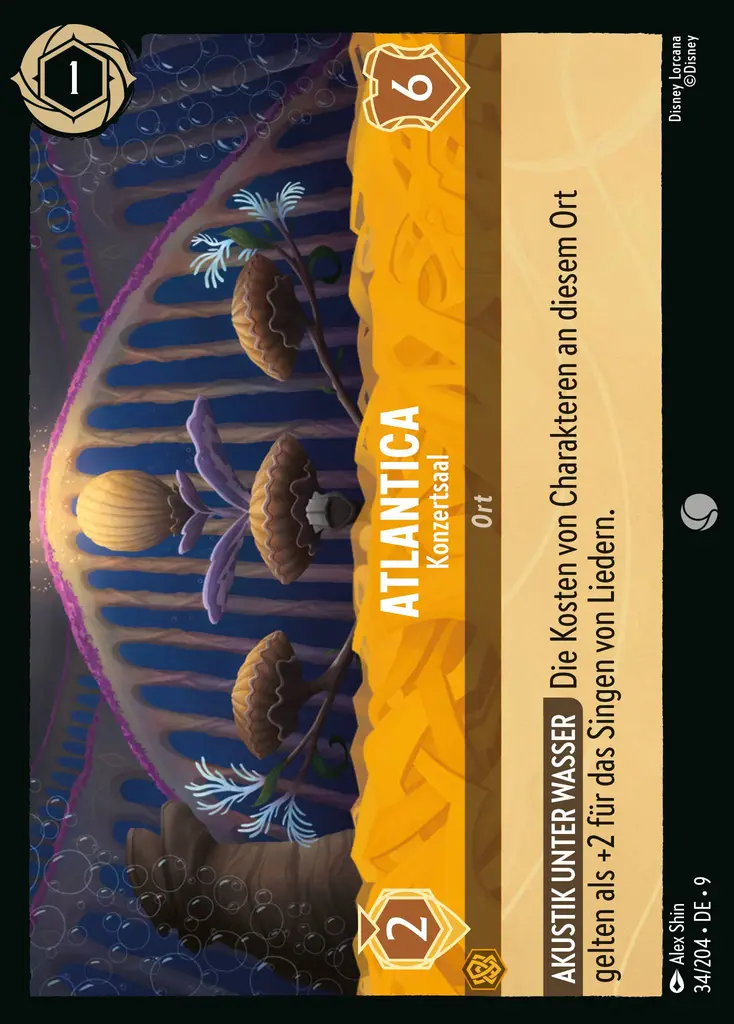 1
2
6
ATLANTICA
Konzertsaal
Ort
AKUSTIK UNTER WASSER Die Kosten von Charakteren an diesem Ort
gelten als +2 für das Singen von Liedern.
Alex Shin
34/204 • DE • 9
Disney Lorcana
©Disney